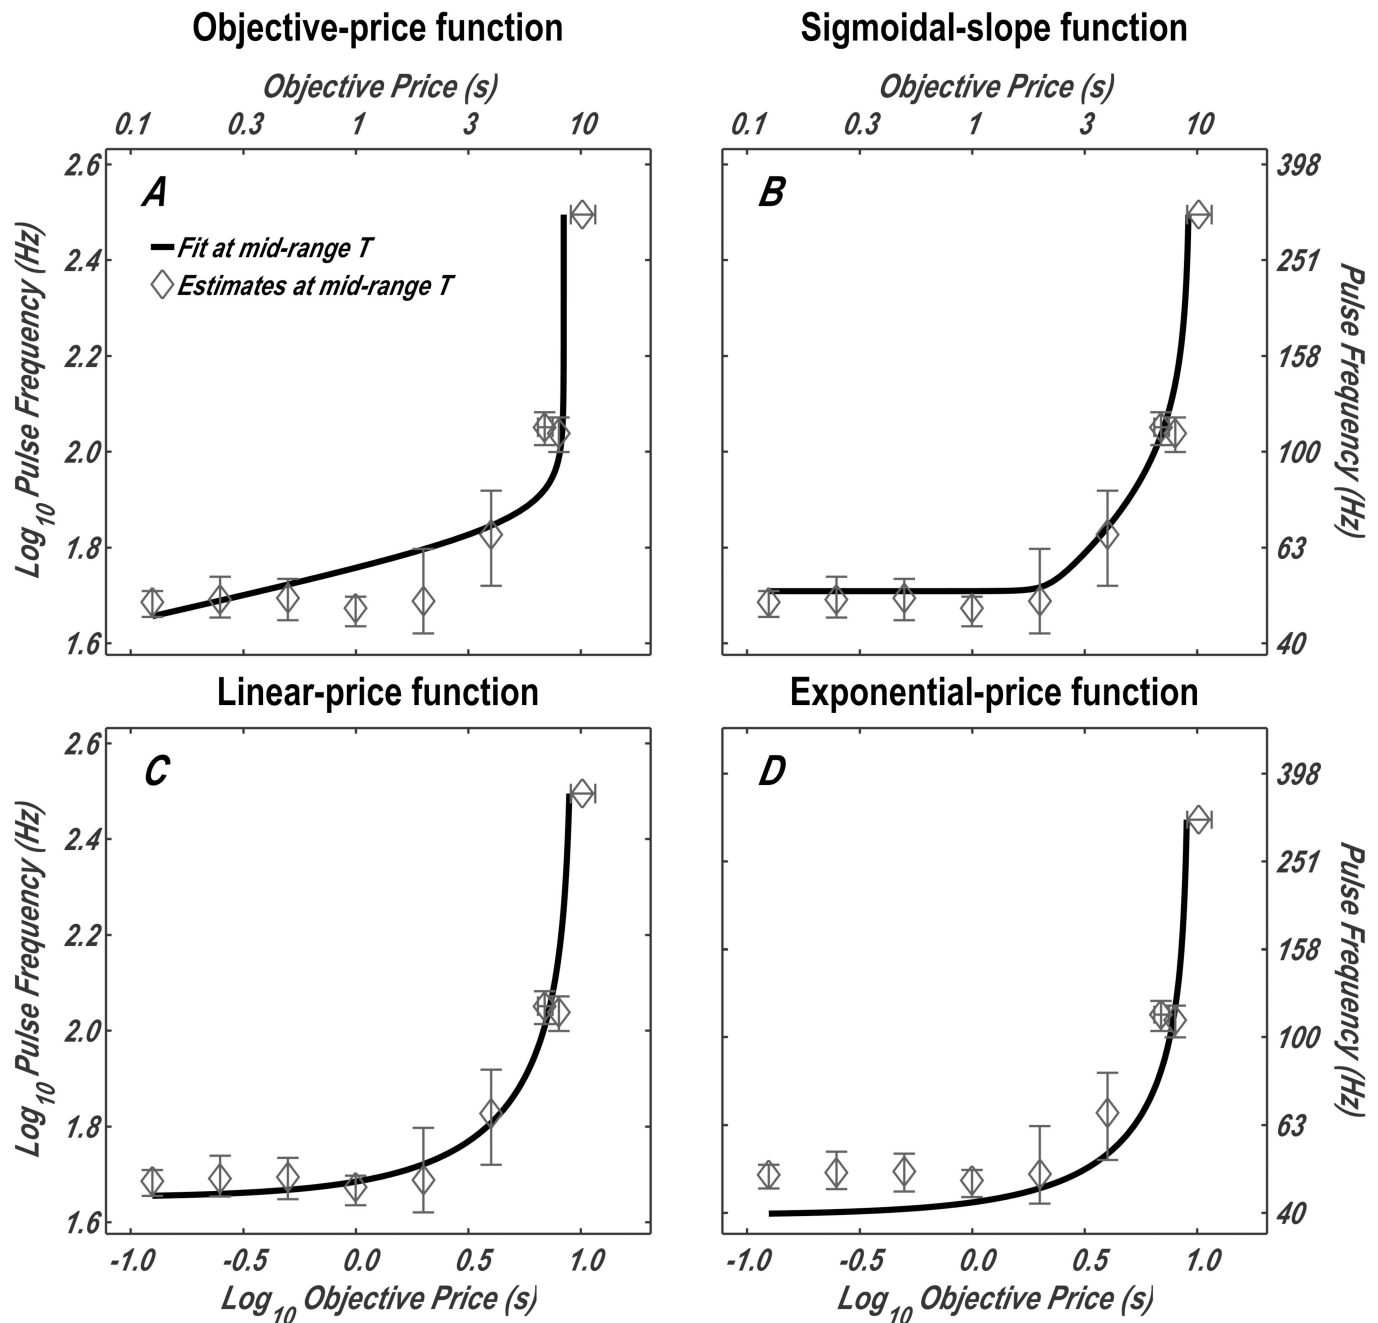 Objective-price function
Sigmoidal-slope function
Objective Price (s)
Objective Price (s)
0.1 0.3 1 3 10
0.1 0.3 1 3 10
Log10 Pulse Frequency (Hz)
2.6
2.4
2.2
2.0
1.8
1.6
A
Fit at mid-range T
Estimates at mid-range T
B
398
251
158
100
63
40
Pulse Frequency (Hz)
Linear-price function
Exponential-price function
Log10 Pulse Frequency (Hz)
2.6
2.4
2.2
2.0
1.8
1.6
C
D
398
251
158
100
63
40
Pulse Frequency (Hz)
-1.0 -0.5 0.0 0.5 1.0
-1.0 -0.5 0.0 0.5 1.0
Log10 Objective Price (s)
Log10 Objective Price (s)